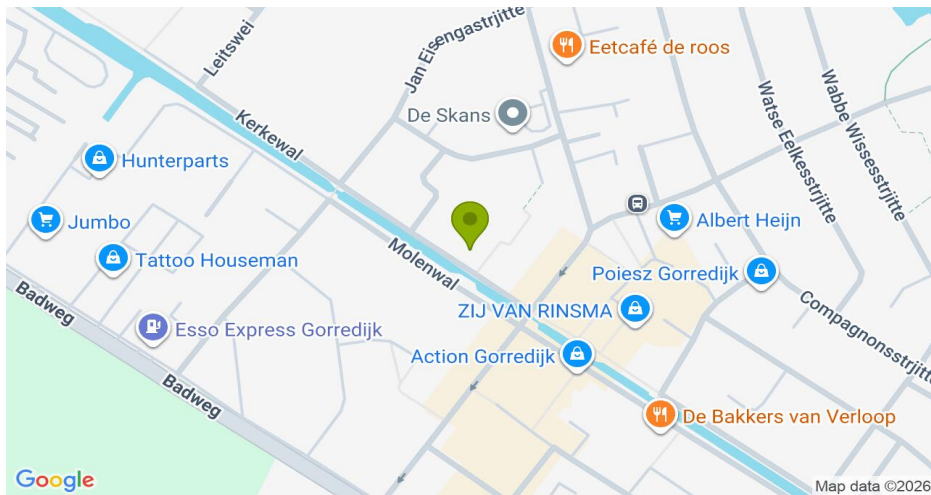 Leitswei
Jan Eisengastrjitte
Eetcafé de roos
Watse Eelkesstrjitte
Wabbe Wissesstrjitte
De Skans
Kerkewal
Hunterparts
Jumbo
Albert Heijn
Tattoo Houseman
Molenwal
Poiesz Gorredijk
Badweg
ZIJ VAN RINSMA
Esso Express Gorredijk
Compagnonsstrjitte
Action Gorredijk
Badweg
De Bakkers van Verloop
Google
Map data ©2026